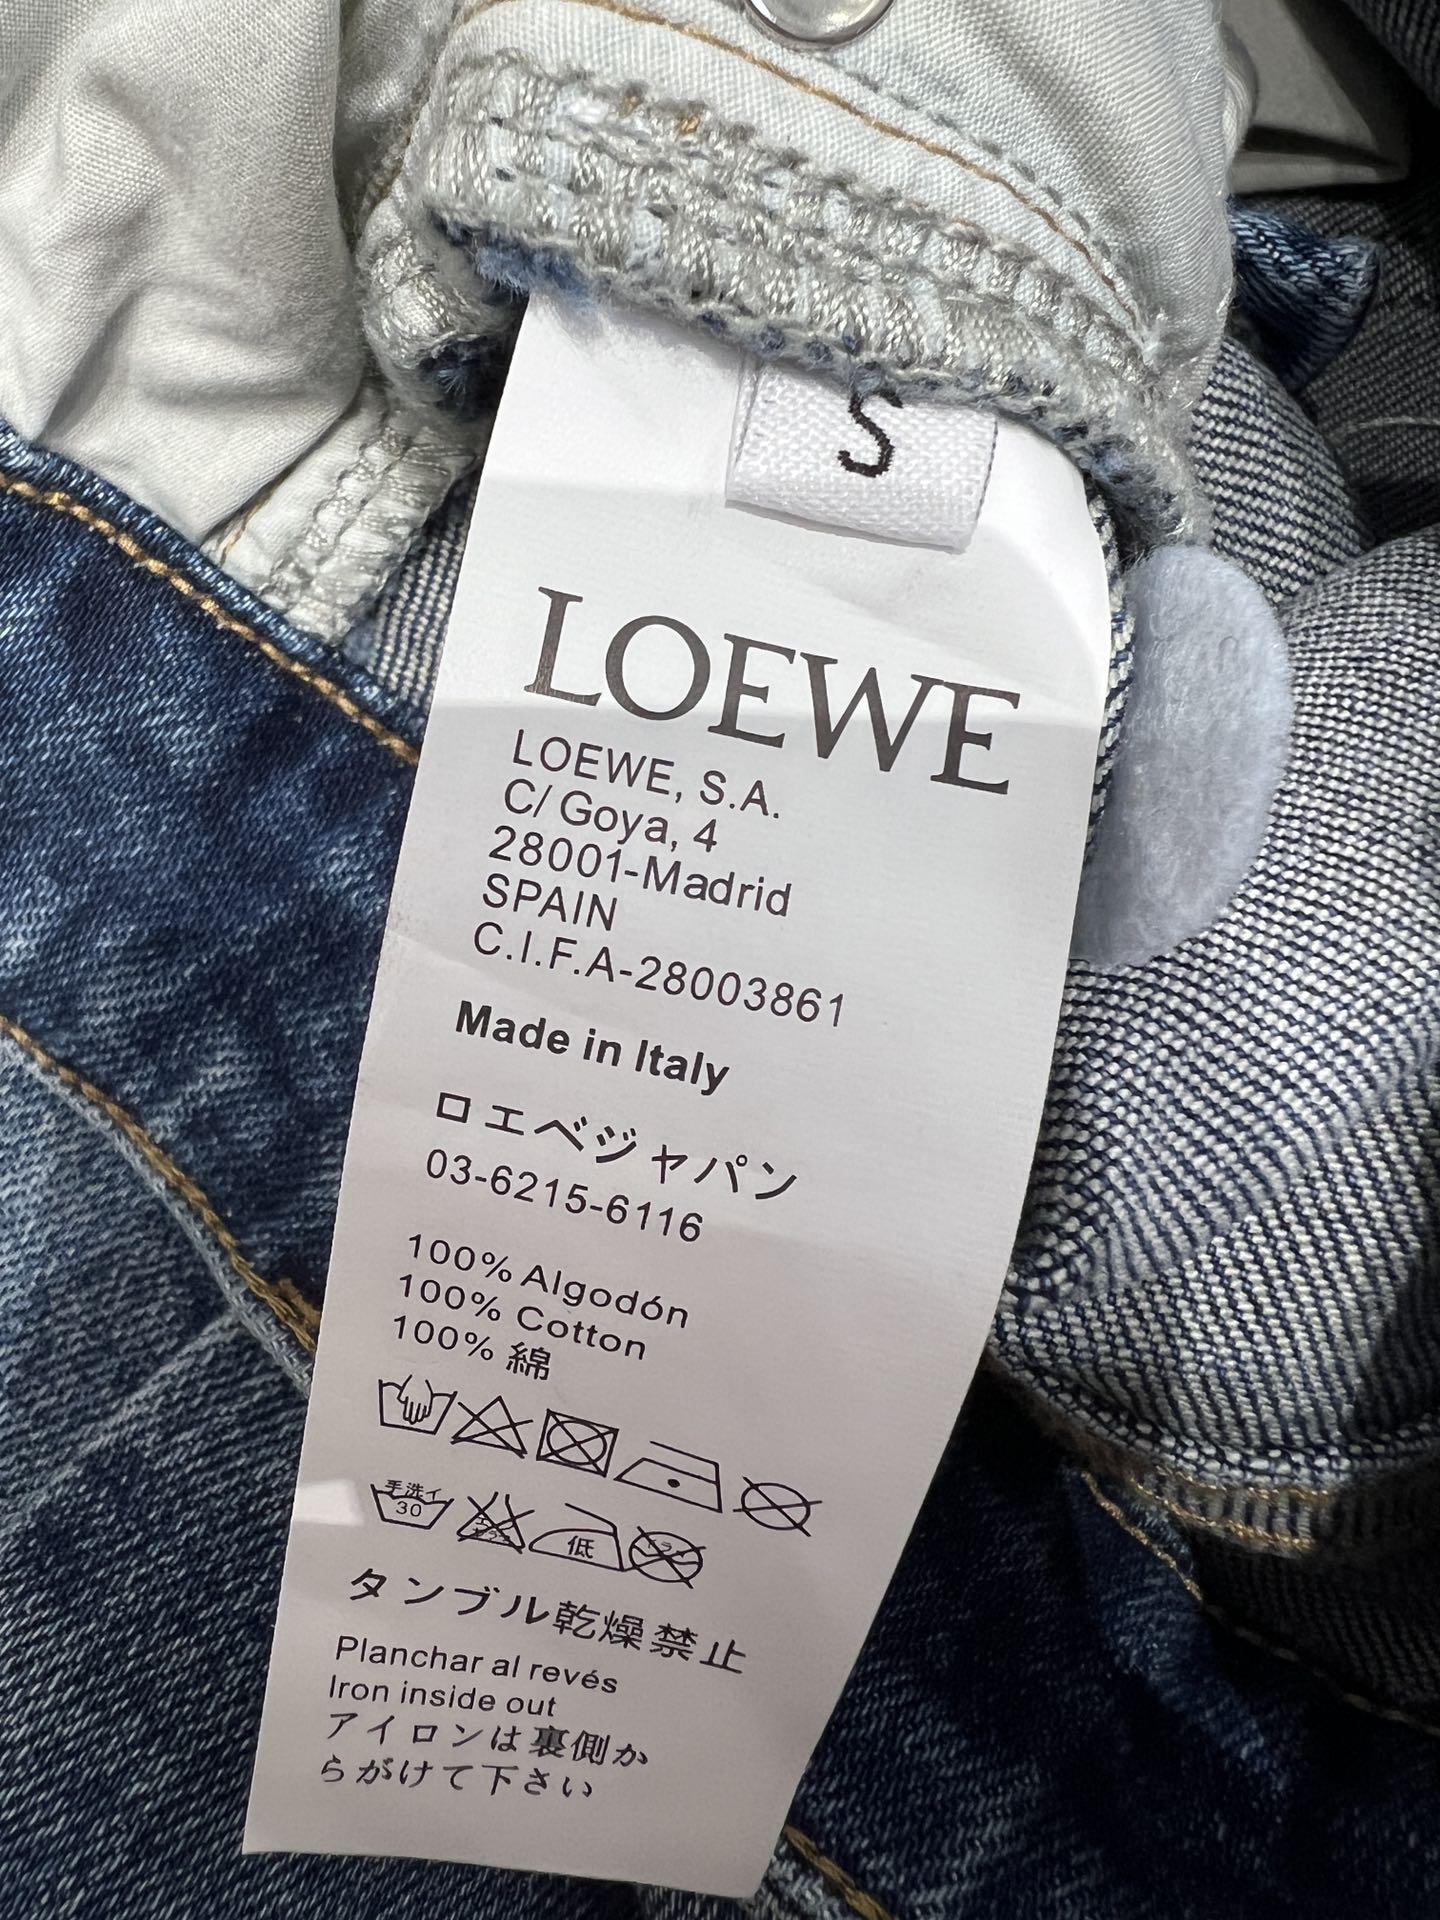 S
LOEWE
LOEWE, S.A.
C/ Goya, 4
28001-Madrid
SPAIN
C.I.F.A-28003861
Made in Italy
ロエベジャパン
03-6215-6116
100% Algodón
100% Cotton
100% 綿
手洗イ
30
低
タンブル乾燥禁止
Planchar al revés
Iron inside out
アイロンは裏側か
らがけて下さい